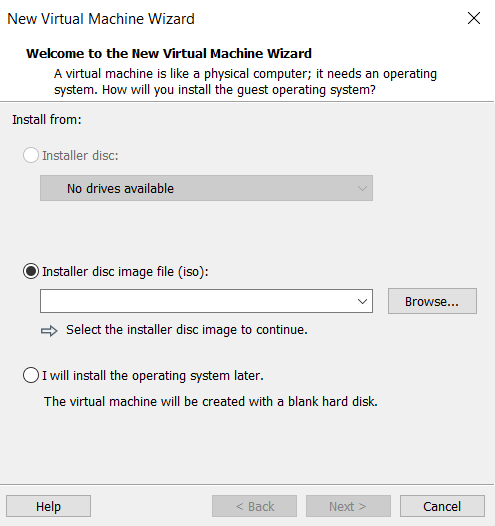 New Virtual Machine Wizard
Welcome to the New Virtual Machine Wizard
A virtual machine is like a physical computer; it needs an operating
system. How will you install the guest operating system?
Install from:
Installer disc:
No drives available
Installer disc image file (iso):
Browse...
Select the installer disc image to continue.
I will install the operating system later.
The virtual machine will be created with a blank hard disk.
Help
< Back
Next >
Cancel